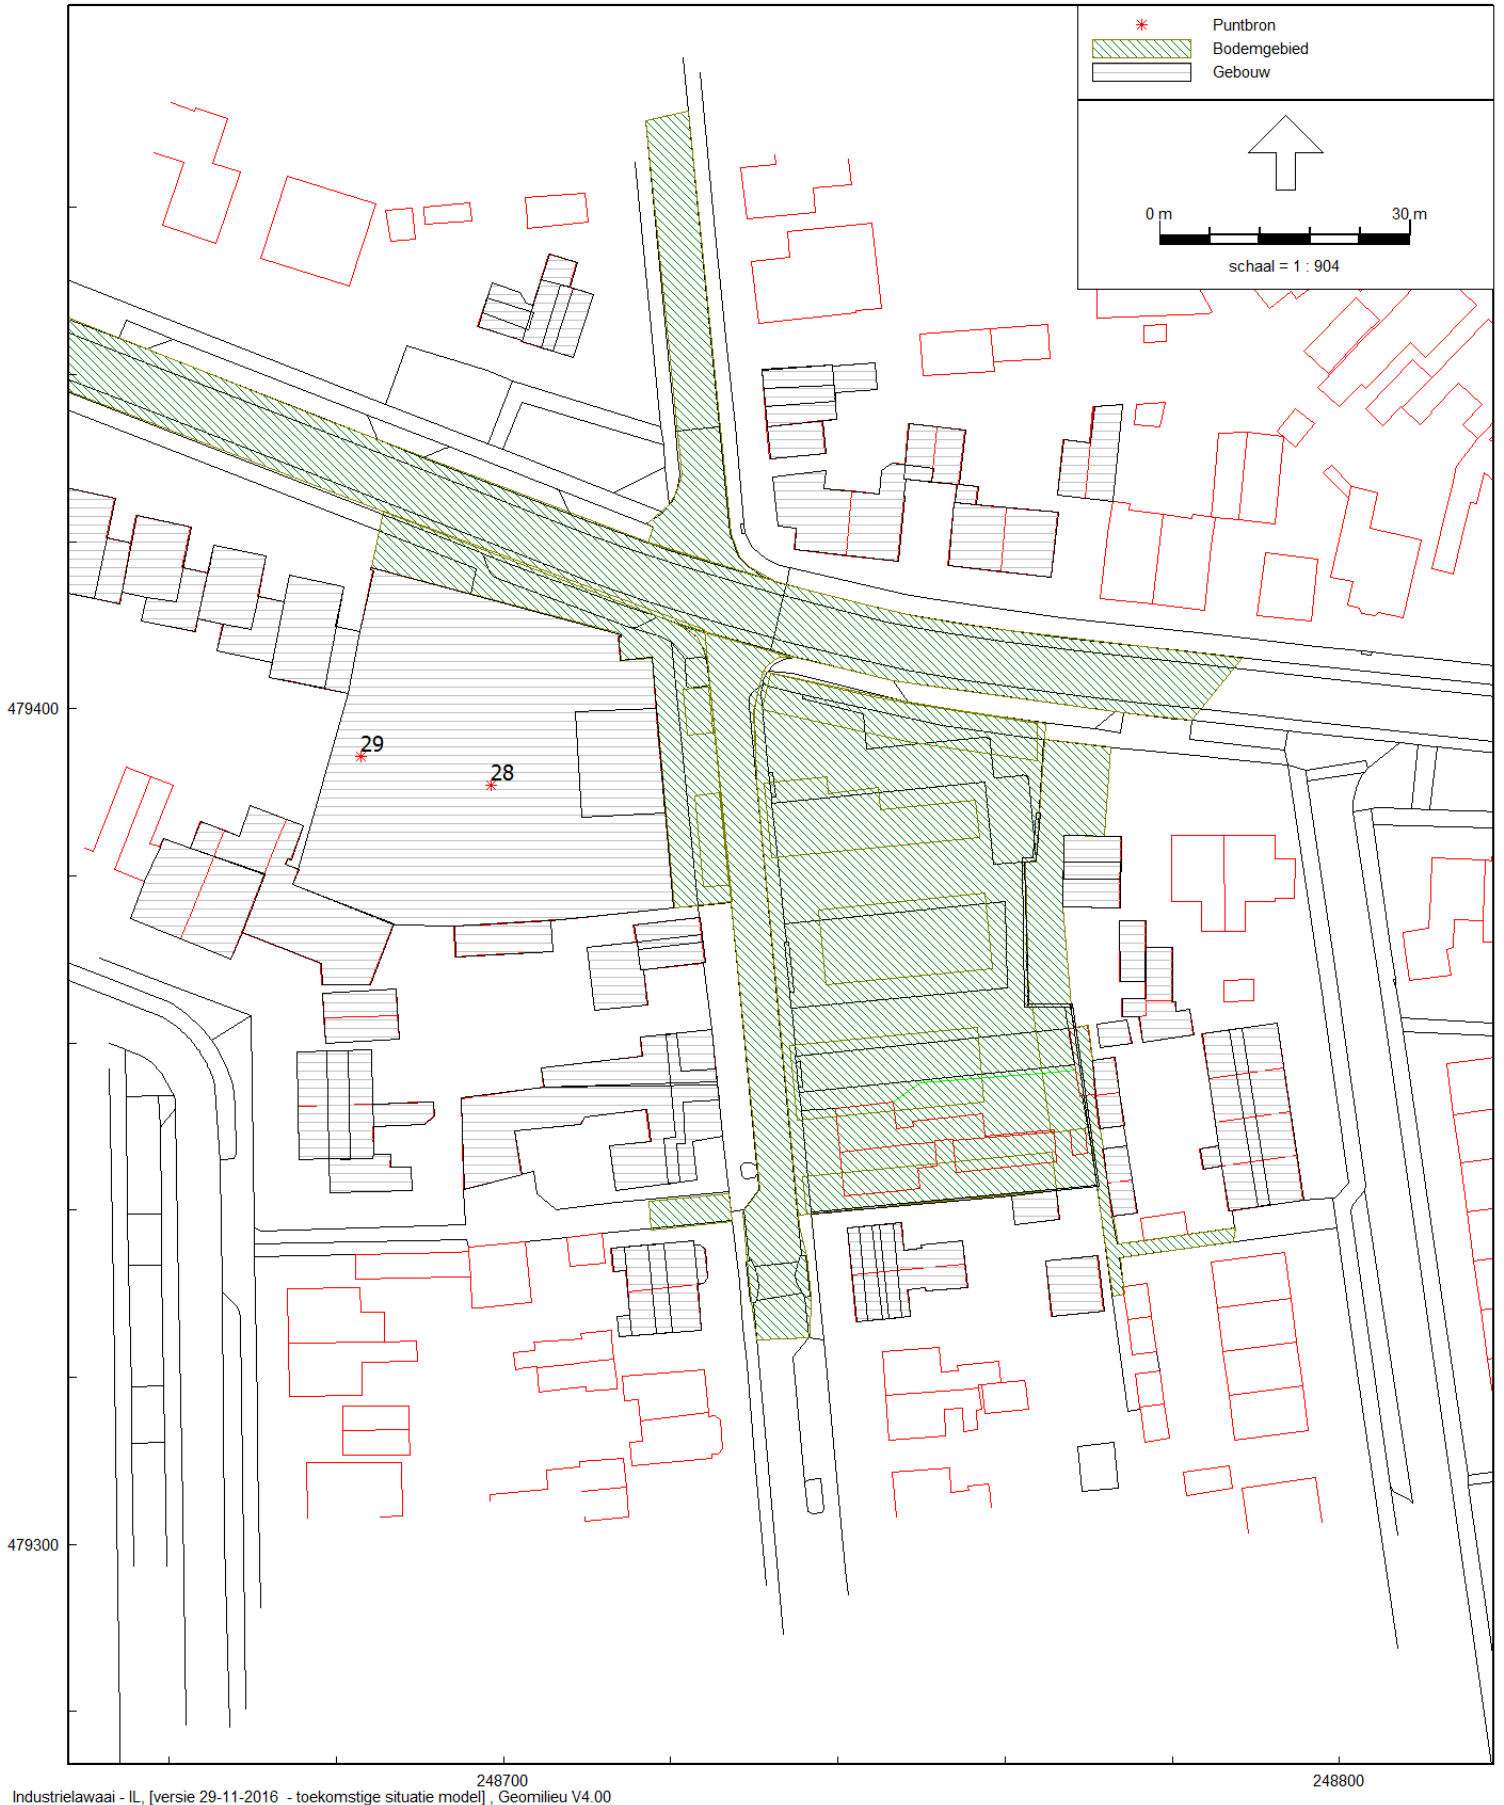 Puntbron
Bodemgebied
Gebouw
0 m 30 m
schaal = 1 : 904
479400
29
28
479300
248700 248800
Industrielawaai - IL, [versie 29-11-2016 - toekomstige situatie model] , Geomilieu V4.00